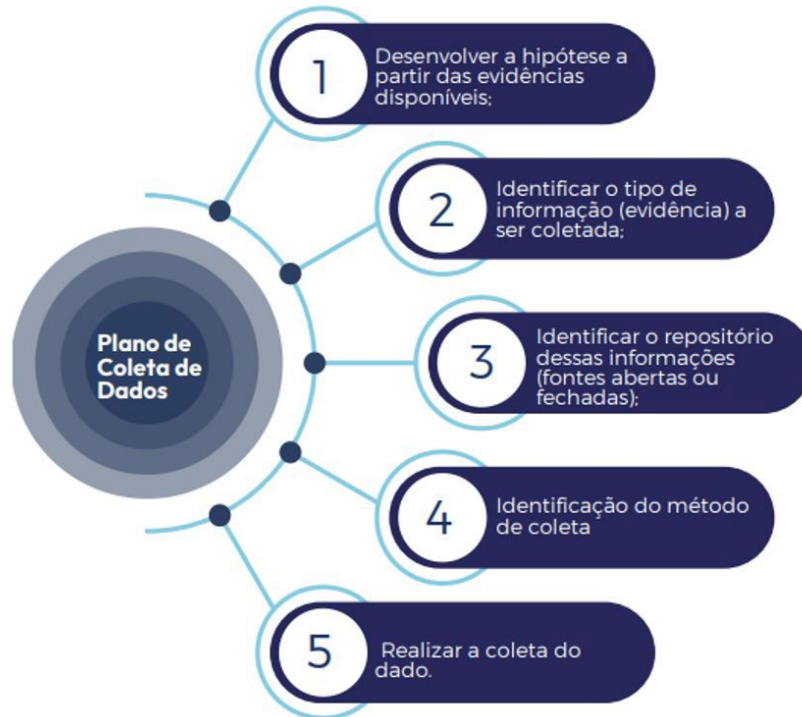 1
Desenvolver a hipótese a
partir das evidências
disponíveis;
2
Identificar o tipo de
informação (evidência) a
ser coletada;
Plano de
Coleta de
Dados
3
Identificar o repositório
dessas informações
(fontes abertas ou
fechadas);
4
Identificação do método
de coleta
5
Realizar a coleta do
dado.